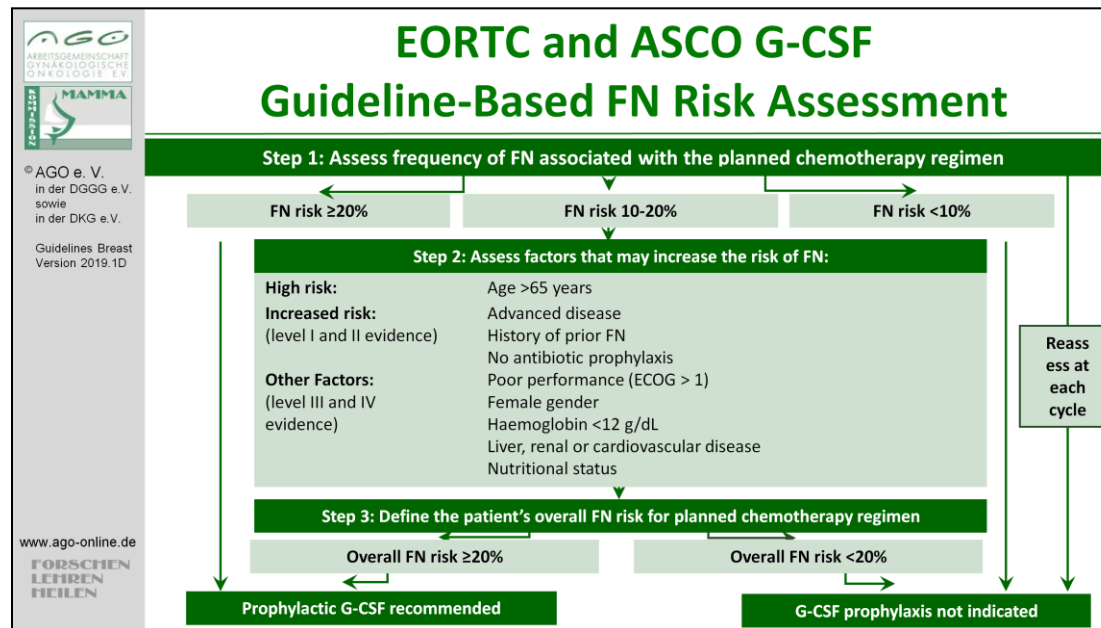 AGO
ARBEITSGEMEINSCHAFT
GYNÄKOLOGISCHE
ONKOLOGIE E.V.
KOMMISSION
MAMMA
© AGO e. V.
in der DGGG e.V.
sowie
in der DKG e.V.
Guidelines Breast
Version 2019.1D
www.ago-online.de
FORSCHEN
LEHREN
HEILEN
EORTC and ASCO G-CSF
Guideline-Based FN Risk Assessment
Step 1: Assess frequency of FN associated with the planned chemotherapy regimen
FN risk ≥20%
FN risk 10-20%
FN risk <10%
Step 2: Assess factors that may increase the risk of FN:
High risk: Age >65 years
Increased risk: Advanced disease
(level I and II evidence) History of prior FN
No antibiotic prophylaxis
Other Factors: Poor performance (ECOG > 1)
(level III and IV Female gender
evidence) Haemoglobin <12 g/dL
Liver, renal or cardiovascular disease
Nutritional status
Reass
ess at
each
cycle
Step 3: Define the patient's overall FN risk for planned chemotherapy regimen
Overall FN risk ≥20%
Overall FN risk <20%
Prophylactic G-CSF recommended
G-CSF prophylaxis not indicated